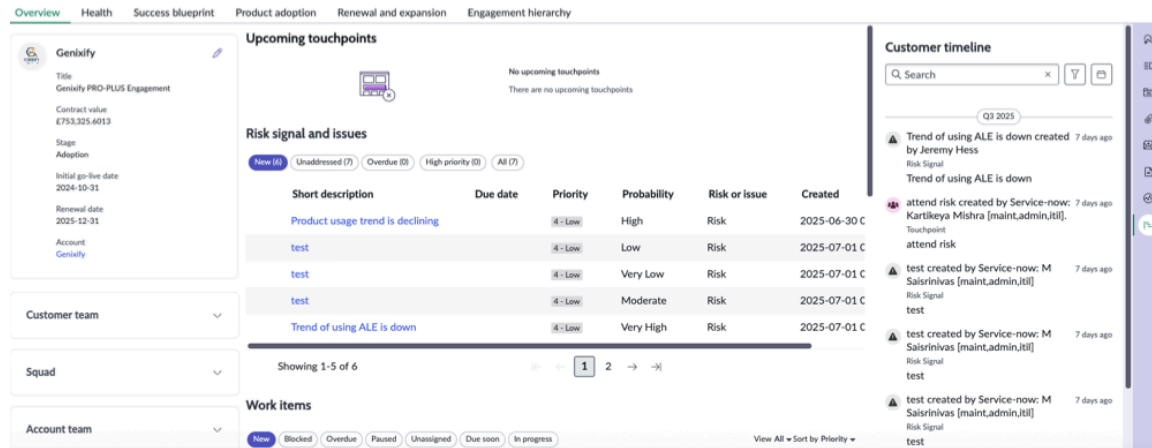 Overview Health Success blueprint Product adoption Renewal and expansion Engagement hierarchy
Genixify
Title
Genixify PRO-PLUS Engagement
Contract value
£753,325.6013
Stage
Adoption
Initial go-live date
2024-10-31
Renewal date
2025-12-31
Account
Genixify
Customer team
Squad
Account team
Upcoming touchpoints
No upcoming touchpoints
There are no upcoming touchpoints
Risk signal and issues
New (6) Unaddressed (7) Overdue (0) High priority (0) All (7)
Short description Due date Priority Probability Risk or issue Created
Product usage trend is declining 4 - Low High Risk 2025-06-30 0
test 4 - Low Low Risk 2025-07-01 0
test 4 - Low Very Low Risk 2025-07-01 0
test 4 - Low Moderate Risk 2025-07-01 0
Trend of using ALE is down 4 - Low Very High Risk 2025-07-01 0
Showing 1-5 of 6 1 2
Work items
New Blocked Overdue Paused Unassigned Due soon In progress View All Sort by Priority
Customer timeline
Search
Q3 2025
Trend of using ALE is down created 7 days ago
by Jeremy Hess
Risk Signal
Trend of using ALE is down
attend risk created by Service-now: 7 days ago
Kartikeya Mishra [maint,admin,itil].
Touchpoint
attend risk
test created by Service-now: M 7 days ago
Saisrinivas [maint,admin,itil]
Risk Signal
test
test created by Service-now: M 7 days ago
Saisrinivas [maint,admin,itil]
Risk Signal
test
test created by Service-now: M 7 days ago
Saisrinivas [maint,admin,itil]
Risk Signal
test